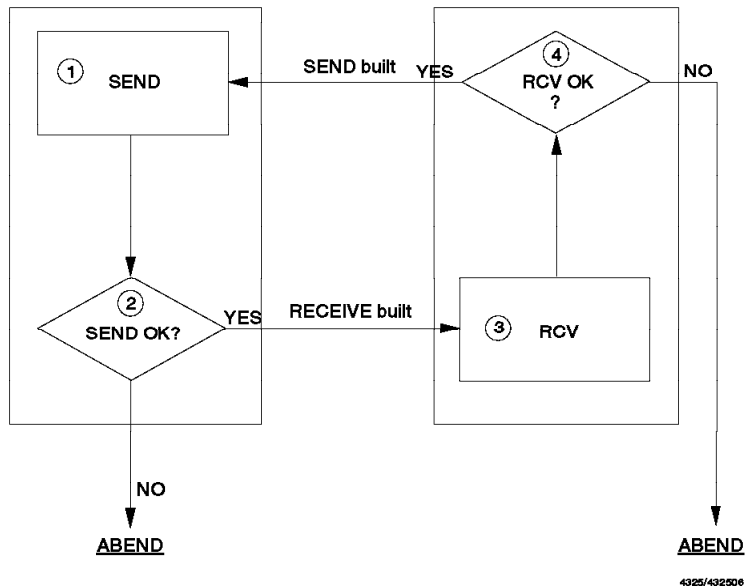 1
SEND
SEND built
YES
4
RCV OK
?
NO
2
SEND OK?
YES
RECEIVE built
3
RCV
NO
ABEND
ABEND
4325/432506